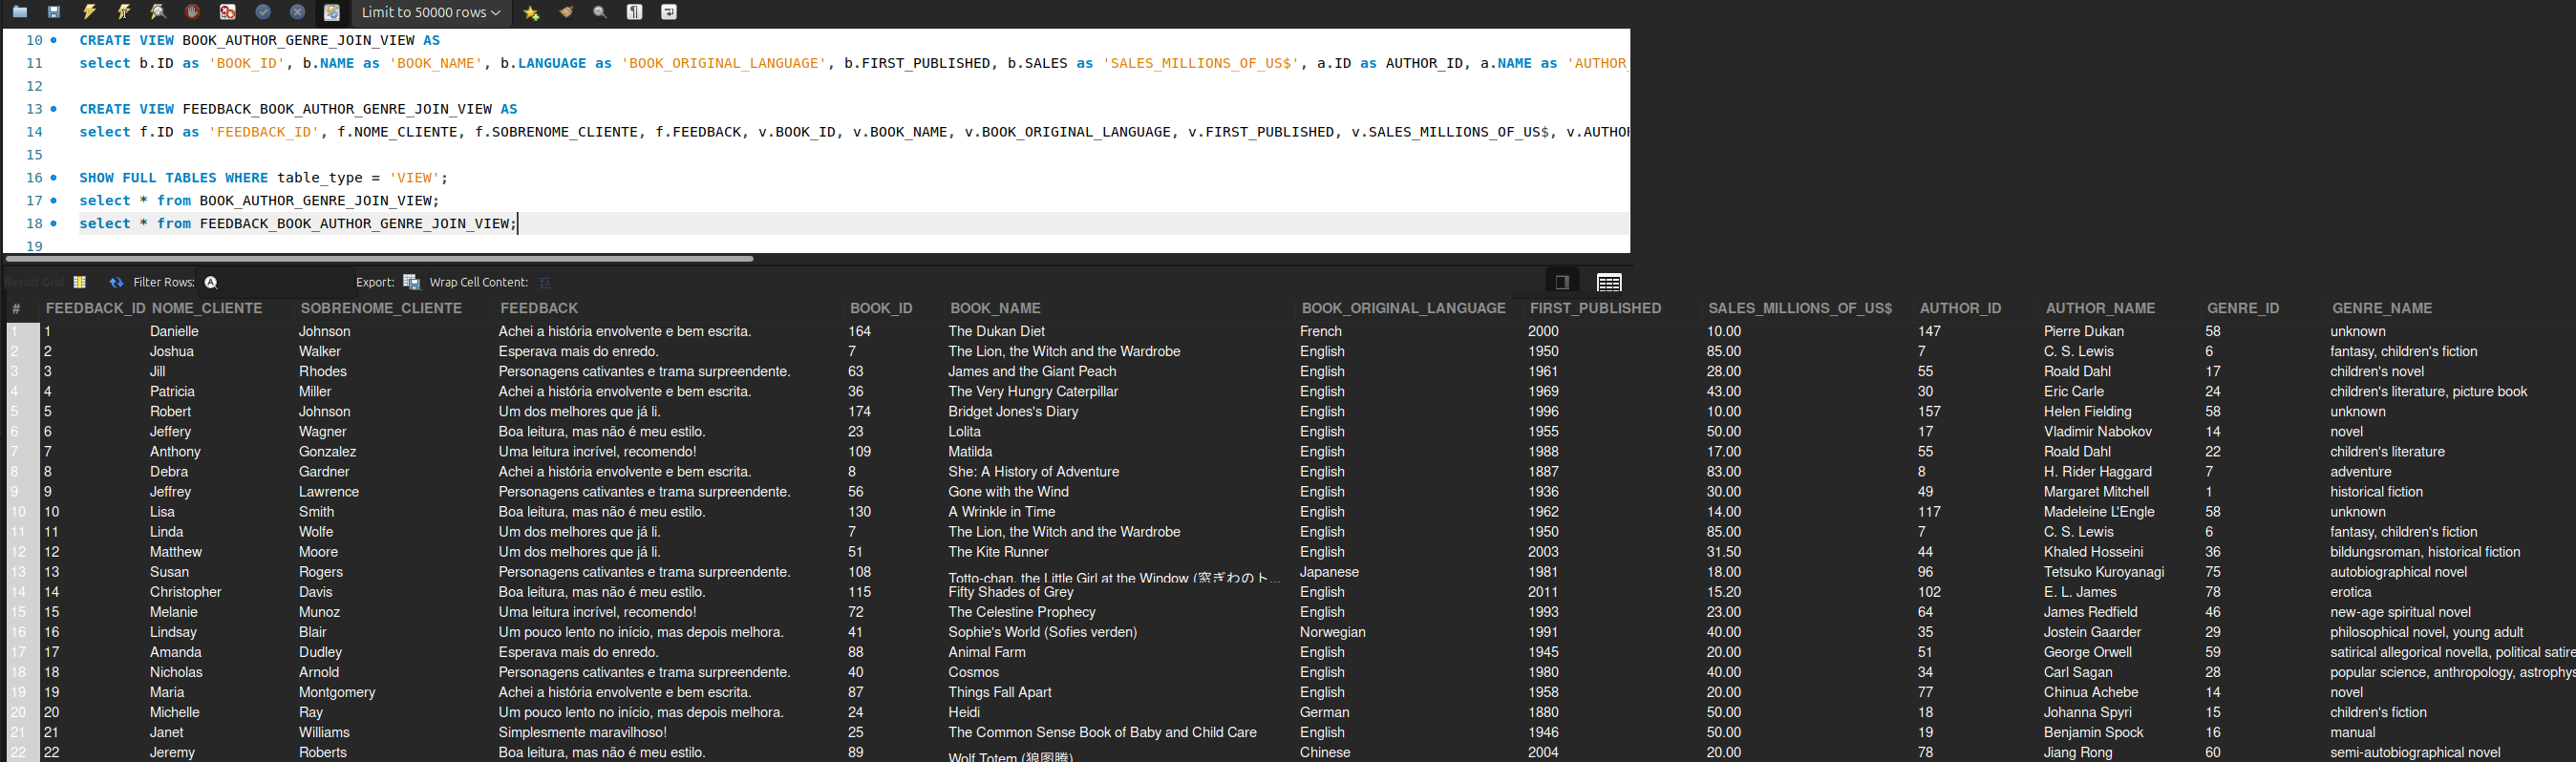 Limit to 50000 rows
10 CREATE VIEW BOOK_AUTHOR_GENRE_JOIN_VIEW AS
11 select b.ID as 'BOOK_ID', b.NAME as 'BOOK_NAME', b.LANGUAGE as 'BOOK_ORIGINAL_LANGUAGE', b.FIRST_PUBLISHED, b.SALES as 'SALES_MILLIONS_OF_US$', a.ID as AUTHOR_ID, a.NAME as 'AUTHOR_
12
13 CREATE VIEW FEEDBACK_BOOK_AUTHOR_GENRE_JOIN_VIEW AS
14 select f.ID as 'FEEDBACK_ID', f.NOME_CLIENTE, f.SOBRENOME_CLIENTE, f.FEEDBACK, v.BOOK_ID, v.BOOK_NAME, v.BOOK_ORIGINAL_LANGUAGE, v.FIRST_PUBLISHED, v.SALES_MILLIONS_OF_US$, v.AUTHOR
15
16 SHOW FULL TABLES WHERE table_type = 'VIEW';
17 select * from BOOK_AUTHOR_GENRE_JOIN_VIEW;
18 select * from FEEDBACK_BOOK_AUTHOR_GENRE_JOIN_VIEW;
19
Result Grid Filter Rows: Export: Wrap Cell Content:
# FEEDBACK_ID NOME_CLIENTE SOBRENOME_CLIENTE FEEDBACK BOOK_ID BOOK_NAME BOOK_ORIGINAL_LANGUAGE FIRST_PUBLISHED SALES_MILLIONS_OF_US$ AUTHOR_ID AUTHOR_NAME GENRE_ID GENRE_NAME
1 1 Danielle Johnson Achei a história envolvente e bem escrita. 164 The Dukan Diet French 2000 10.00 147 Pierre Dukan 58 unknown
2 2 Joshua Walker Esperava mais do enredo. 7 The Lion, the Witch and the Wardrobe English 1950 85.00 7 C. S. Lewis 6 fantasy, children's fiction
3 3 Jill Rhodes Personagens cativantes e trama surpreendente. 63 James and the Giant Peach English 1961 28.00 55 Roald Dahl 17 children's novel
4 4 Patricia Miller Achei a história envolvente e bem escrita. 36 The Very Hungry Caterpillar English 1969 43.00 30 Eric Carle 24 children's literature, picture book
5 5 Robert Johnson Um dos melhores que já li. 174 Bridget Jones's Diary English 1996 10.00 157 Helen Fielding 58 unknown
6 6 Jeffery Wagner Boa leitura, mas não é meu estilo. 23 Lolita English 1955 50.00 17 Vladimir Nabokov 14 novel
7 7 Anthony Gonzalez Uma leitura incrível, recomendo! 109 Matilda English 1988 17.00 55 Roald Dahl 22 children's literature
8 8 Debra Gardner Achei a história envolvente e bem escrita. 8 She: A History of Adventure English 1887 83.00 8 H. Rider Haggard 7 adventure
9 9 Jeffrey Lawrence Personagens cativantes e trama surpreendente. 56 Gone with the Wind English 1936 30.00 49 Margaret Mitchell 1 historical fiction
10 10 Lisa Smith Boa leitura, mas não é meu estilo. 130 A Wrinkle in Time English 1962 14.00 117 Madeleine L'Engle 58 unknown
11 11 Linda Wolfe Um dos melhores que já li. 7 The Lion, the Witch and the Wardrobe English 1950 85.00 7 C. S. Lewis 6 fantasy, children's fiction
12 12 Matthew Moore Um dos melhores que já li. 51 The Kite Runner English 2003 31.50 44 Khaled Hosseini 36 bildungsroman, historical fiction
13 13 Susan Rogers Personagens cativantes e trama surpreendente. 108 Totto-chan, the Little Girl at the Window (窓ぎわのト... Japanese 1981 18.00 96 Tetsuko Kuroyanagi 75 autobiographical novel
14 14 Christopher Davis Boa leitura, mas não é meu estilo. 115 Fifty Shades of Grey English 2011 15.20 102 E. L. James 78 erotica
15 15 Melanie Munoz Uma leitura incrível, recomendo! 72 The Celestine Prophecy English 1993 23.00 64 James Redfield 46 new-age spiritual novel
16 16 Lindsay Blair Um pouco lento no início, mas depois melhora. 41 Sophie's World (Sofies verden) Norwegian 1991 40.00 35 Jostein Gaarder 29 philosophical novel, young adult
17 17 Amanda Dudley Esperava mais do enredo. 88 Animal Farm English 1945 20.00 51 George Orwell 59 satirical allegorical novella, political satire
18 18 Nicholas Arnold Personagens cativantes e trama surpreendente. 40 Cosmos English 1980 40.00 34 Carl Sagan 28 popular science, anthropology, astrophys
19 19 Maria Montgomery Achei a história envolvente e bem escrita. 87 Things Fall Apart English 1958 20.00 77 Chinua Achebe 14 novel
20 20 Michelle Ray Um pouco lento no início, mas depois melhora. 24 Heidi German 1880 50.00 18 Johanna Spyri 15 children's fiction
21 21 Janet Williams Simplesmente maravilhoso! 25 The Common Sense Book of Baby and Child Care English 1946 50.00 19 Benjamin Spock 16 manual
22 22 Jeremy Roberts Boa leitura, mas não é meu estilo. 89 Wolf Totem (狼图腾) Chinese 2004 20.00 78 Jiang Rong 60 semi-autobiographical novel